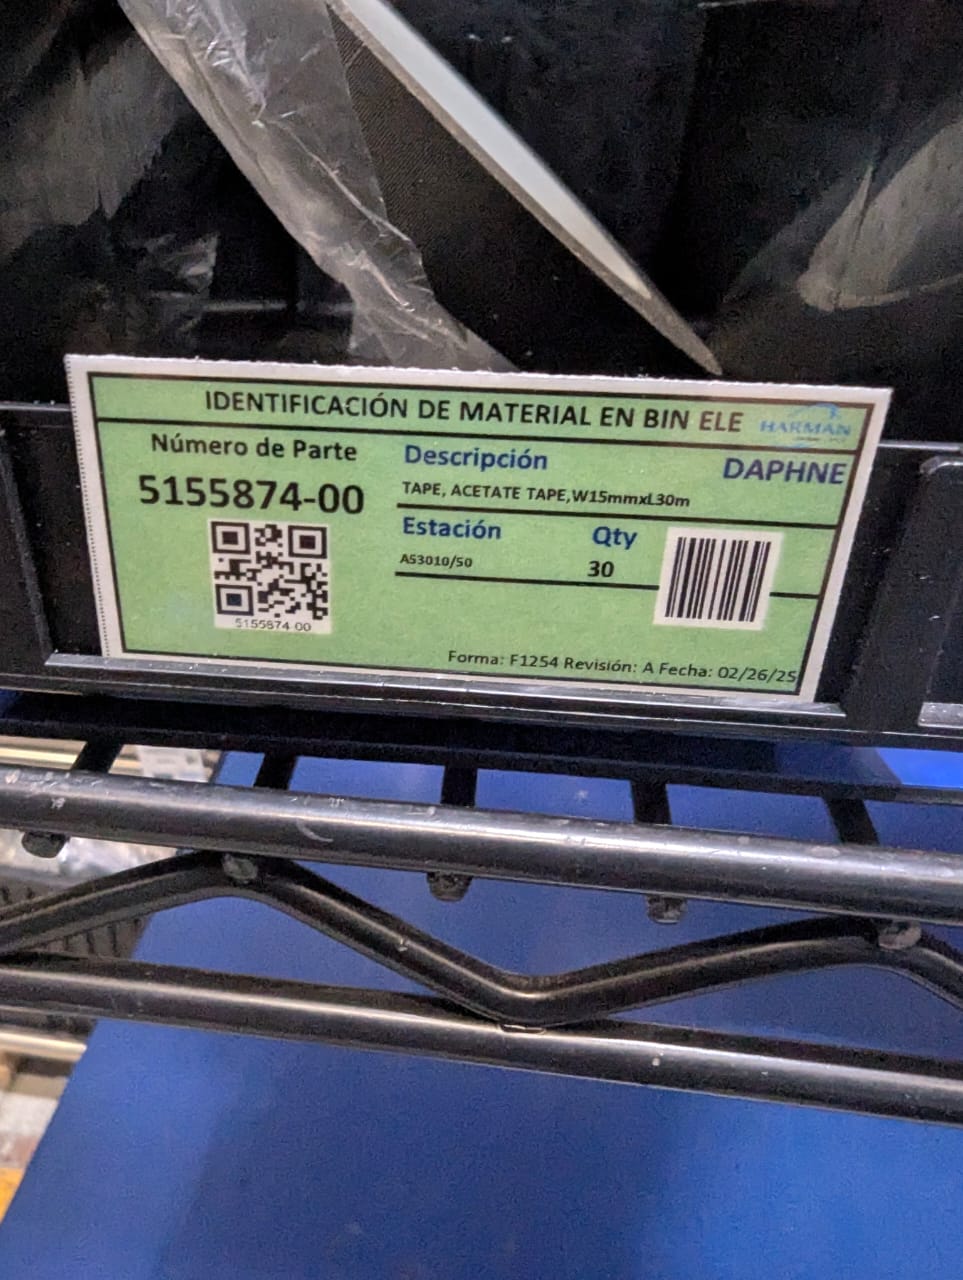 IDENTIFICACIÓN DE MATERIAL EN BIN ELE HARMAN
Número de Parte
5155874-00
5155874-00
Descripción DAPHNE
TAPE, ACETATE TAPE,W15mmxL30m
Estación Qty
AS3010/50 30
Forma: F1254 Revisión: A Fecha: 02/26/25